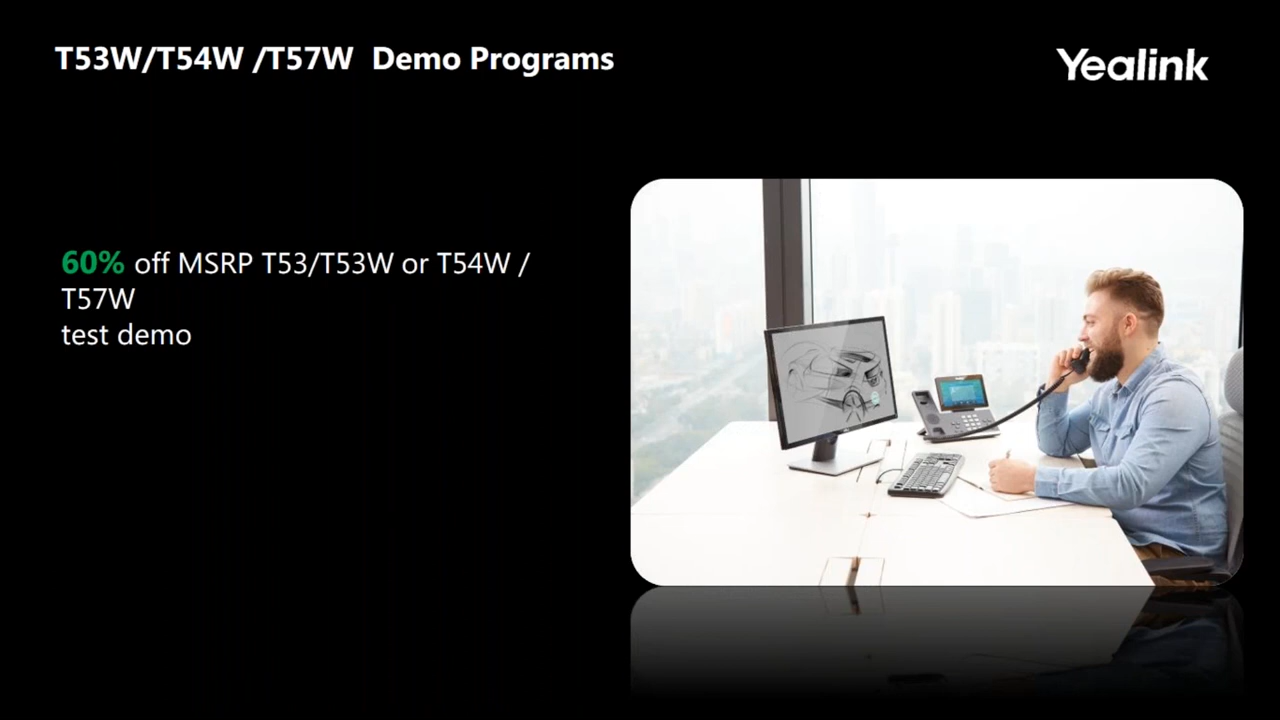 T53W/T54W /T57W Demo Programs
Yealink
60% off MSRP T53/T53W or T54W /
T57W
test demo